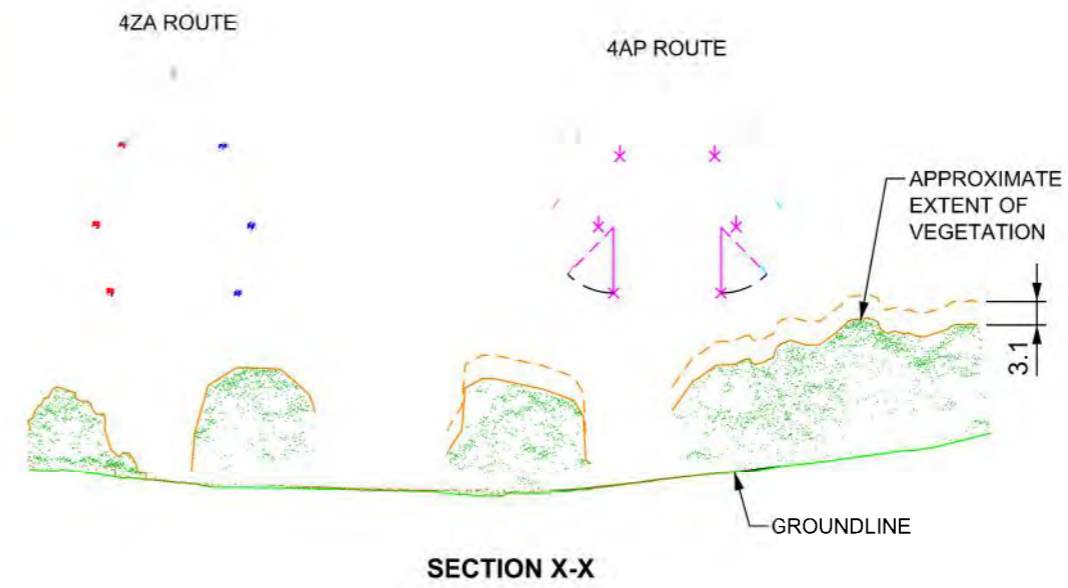 4ZA ROUTE
4AP ROUTE
APPROXIMATE
EXTENT OF
VEGETATION
3.1
GROUNDLINE
SECTION X-X